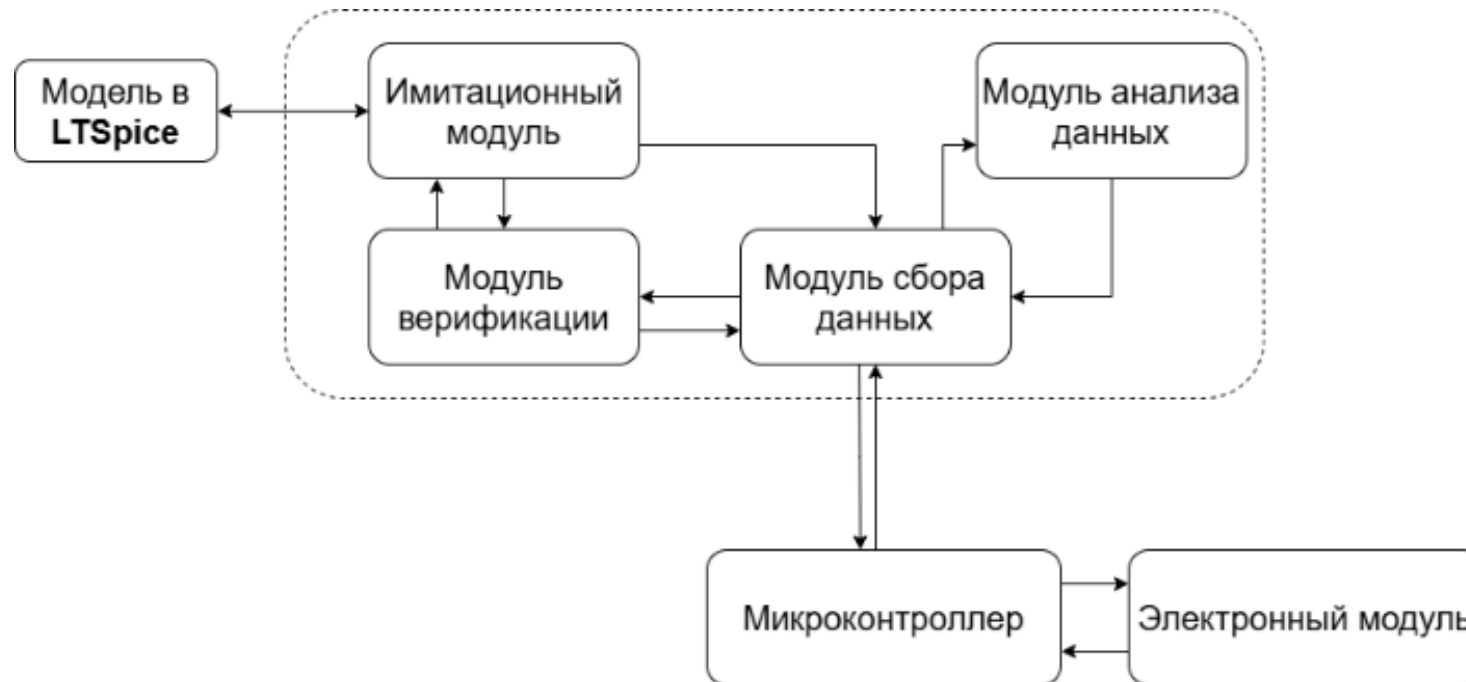 Модель в
LTSpice
Имитационный
модуль
Модуль анализа
данных
Модуль
верификации
Модуль сбора
данных
Микроконтроллер
Электронный модуль